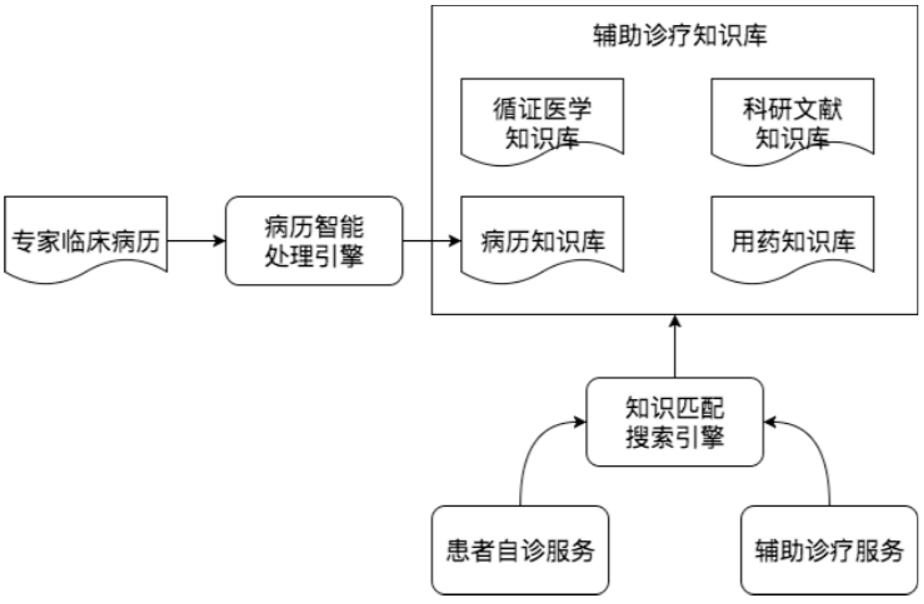 辅助诊疗知识库
循证医学
知识库
科研文献
知识库
专家临床病历
病历智能
处理引擎
病历知识库
用药知识库
知识匹配
搜索引擎
患者自诊服务
辅助诊疗服务